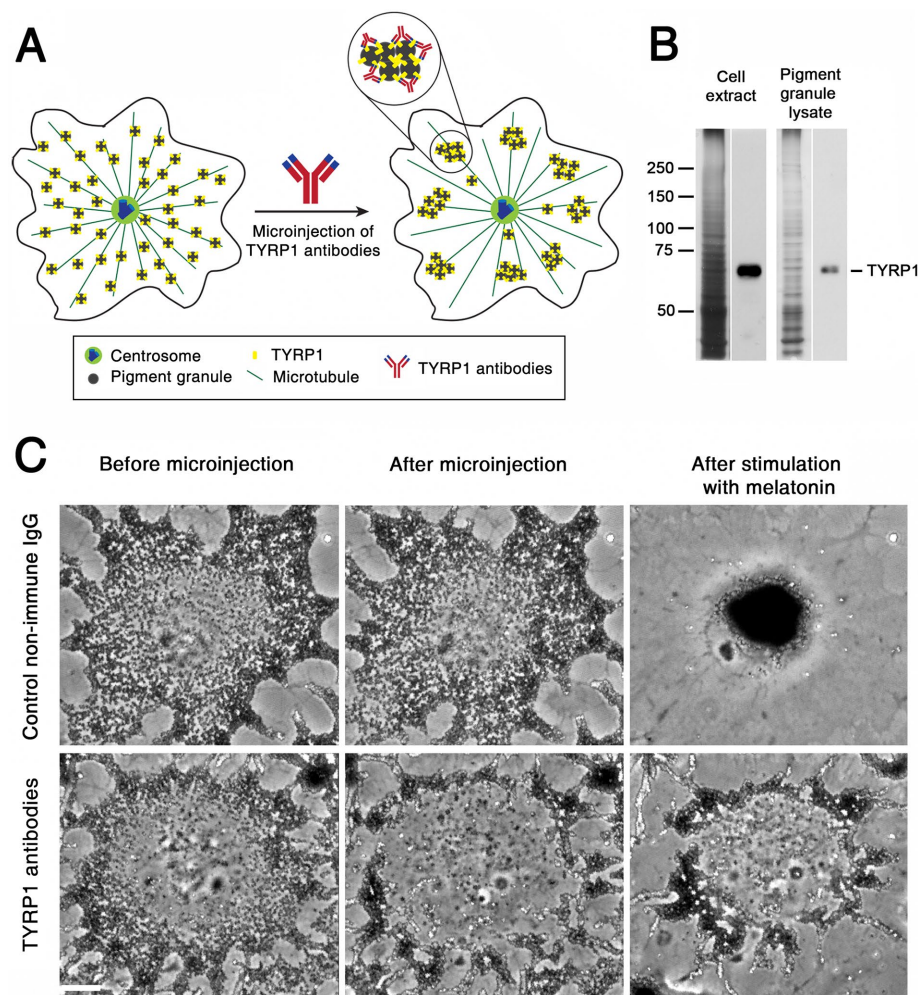 A
Microinjection of
TYRP1 antibodies
Centrosome
Pigment granule
TYRP1
Microtubule
TYRP1 antibodies
B
Cell
extract
Pigment
granule
lysate
250
150
100
75
50
TYRP1
C
Before microinjection
After microinjection
After stimulation
with melatonin
Control non-immune IgG
TYRP1 antibodies